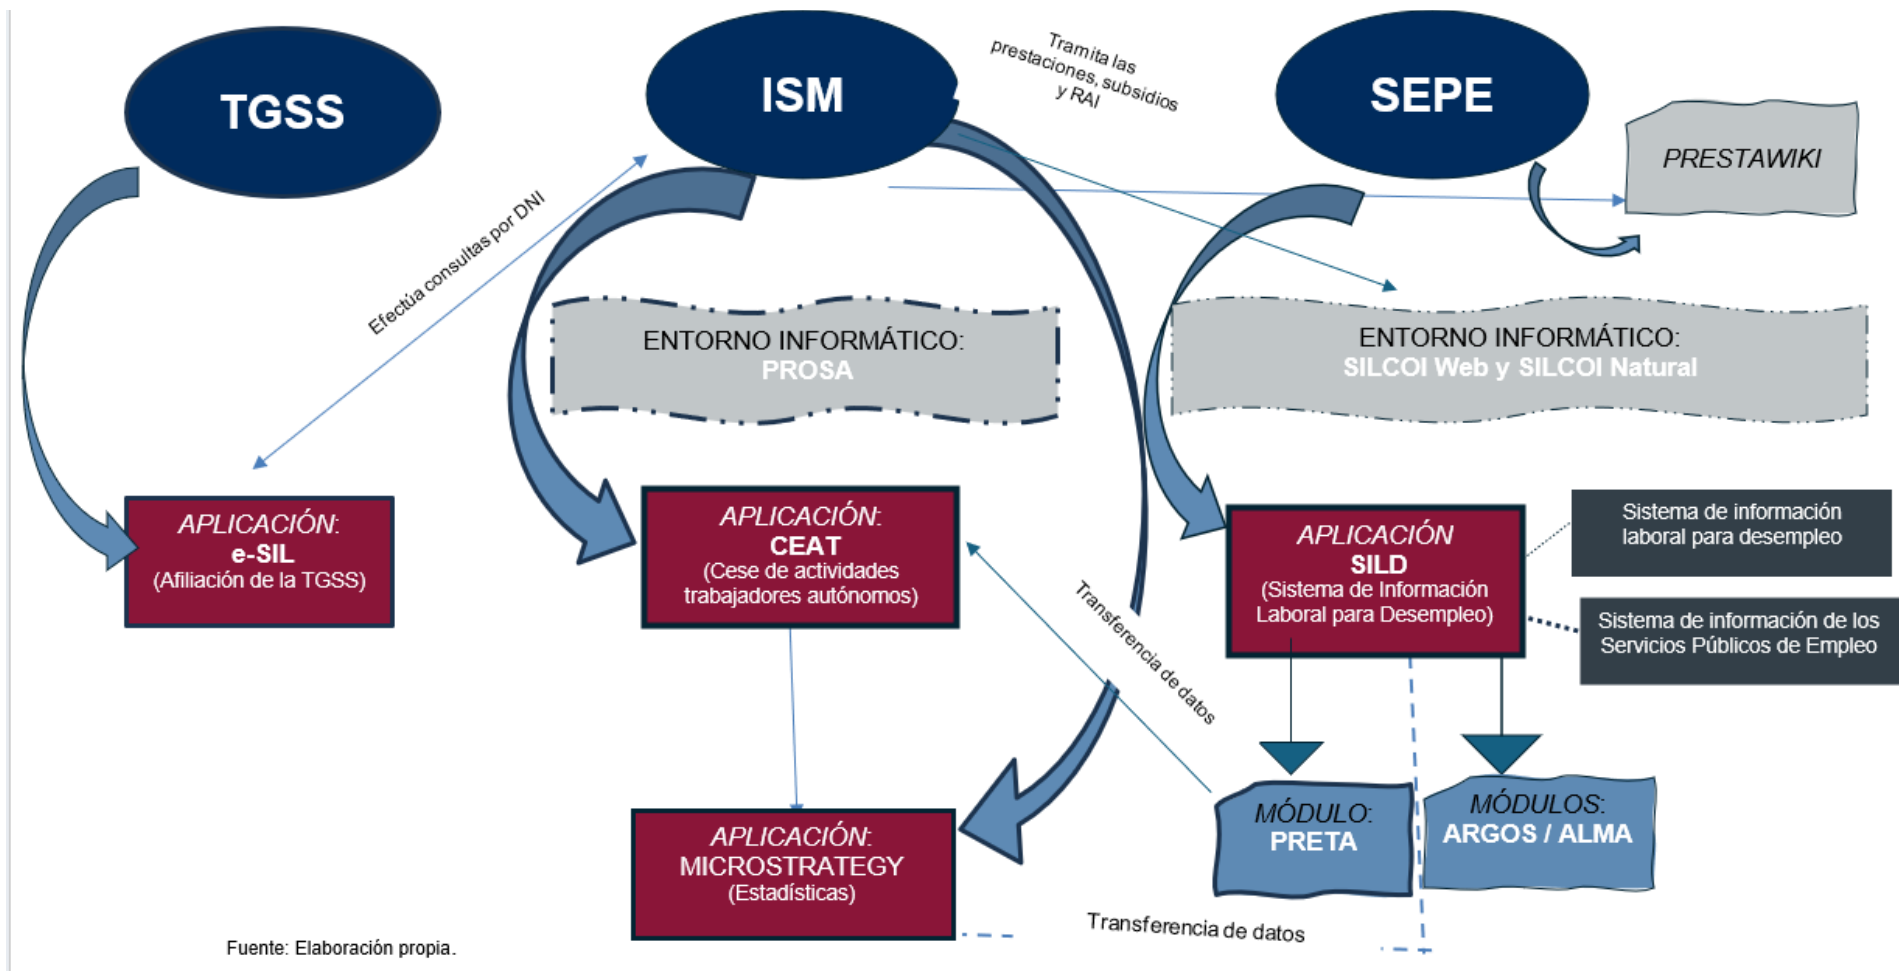 TGSS
ISM
SEPE
Tramita las
prestaciones, subsidios
y RAI
PRESTAWIKI
Efectúa consultas por DNI
ENTORNO INFORMÁTICO:
PROSA
ENTORNO INFORMÁTICO:
SILCOI Web y SILCOI Natural
APLICACIÓN:
e-SIL
(Afiliación de la TGSS)
APLICACIÓN:
CEAT
(Cese de actividades
trabajadores autónomos)
APLICACIÓN
SILD
(Sistema de Información
Laboral para Desempleo)
Sistema de información
laboral para desempleo
Sistema de información de los
Servicios Públicos de Empleo
Transferencia de datos
APLICACIÓN:
MICROSTRATEGY
(Estadísticas)
MÓDULO:
PRETA
MÓDULOS:
ARGOS / ALMA
Transferencia de datos
Fuente: Elaboración propia.